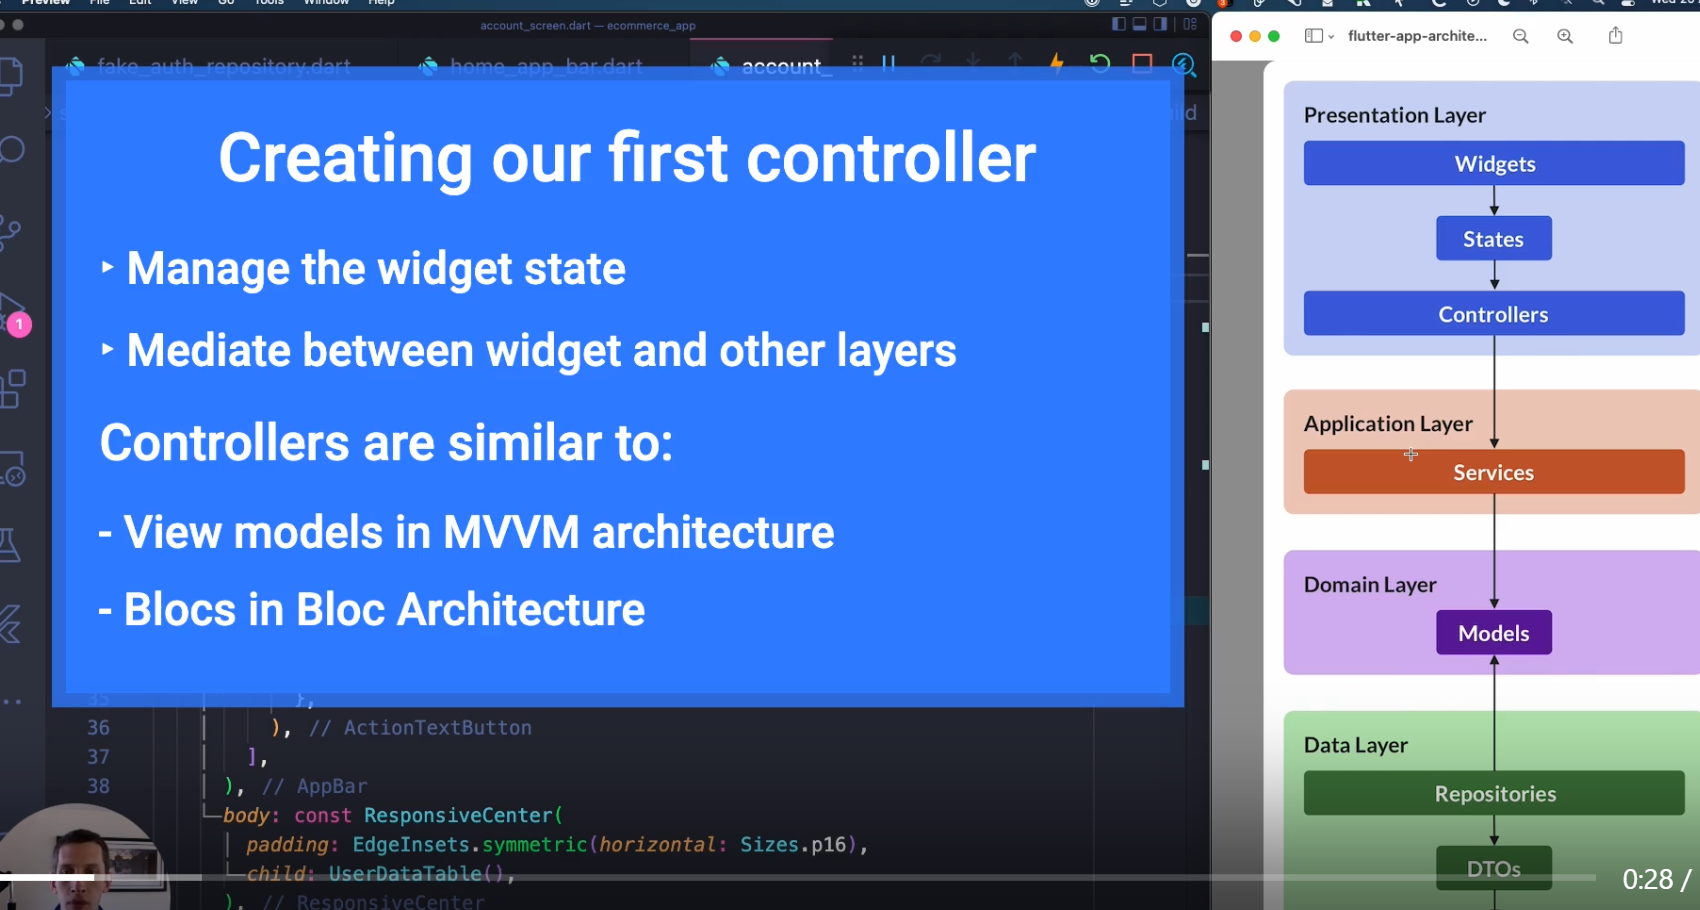 Preview File Edit View Go Tools Window Help
account_screen.dart — ecommerce_app
fake_auth_repository.dart home_app_bar.dart account_
Creating our first controller
‣ Manage the widget state
‣ Mediate between widget and other layers
Controllers are similar to:
- View models in MVVM architecture
- Blocs in Bloc Architecture
1
35 },
36 ), // ActionTextButton
37 ],
38 ), // AppBar
body: const ResponsiveCenter(
padding: EdgeInsets.symmetric(horizontal: Sizes.p16),
child: UserDataTable(),
), // ResponsiveCenter
flutter-app-archite...
Presentation Layer
Widgets
States
Controllers
Application Layer
Services
Domain Layer
Models
Data Layer
Repositories
DTOs
0:28 /